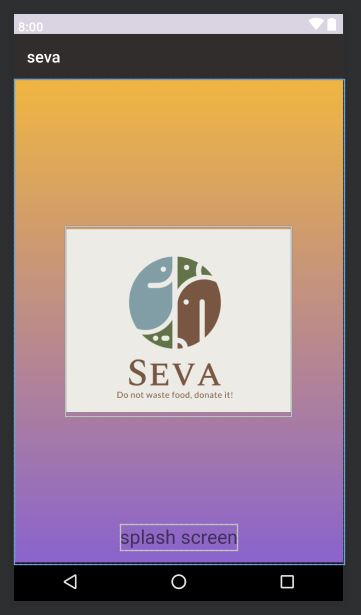 8:00
seva
SEVA
Do not waste food, donate it!
splash screen